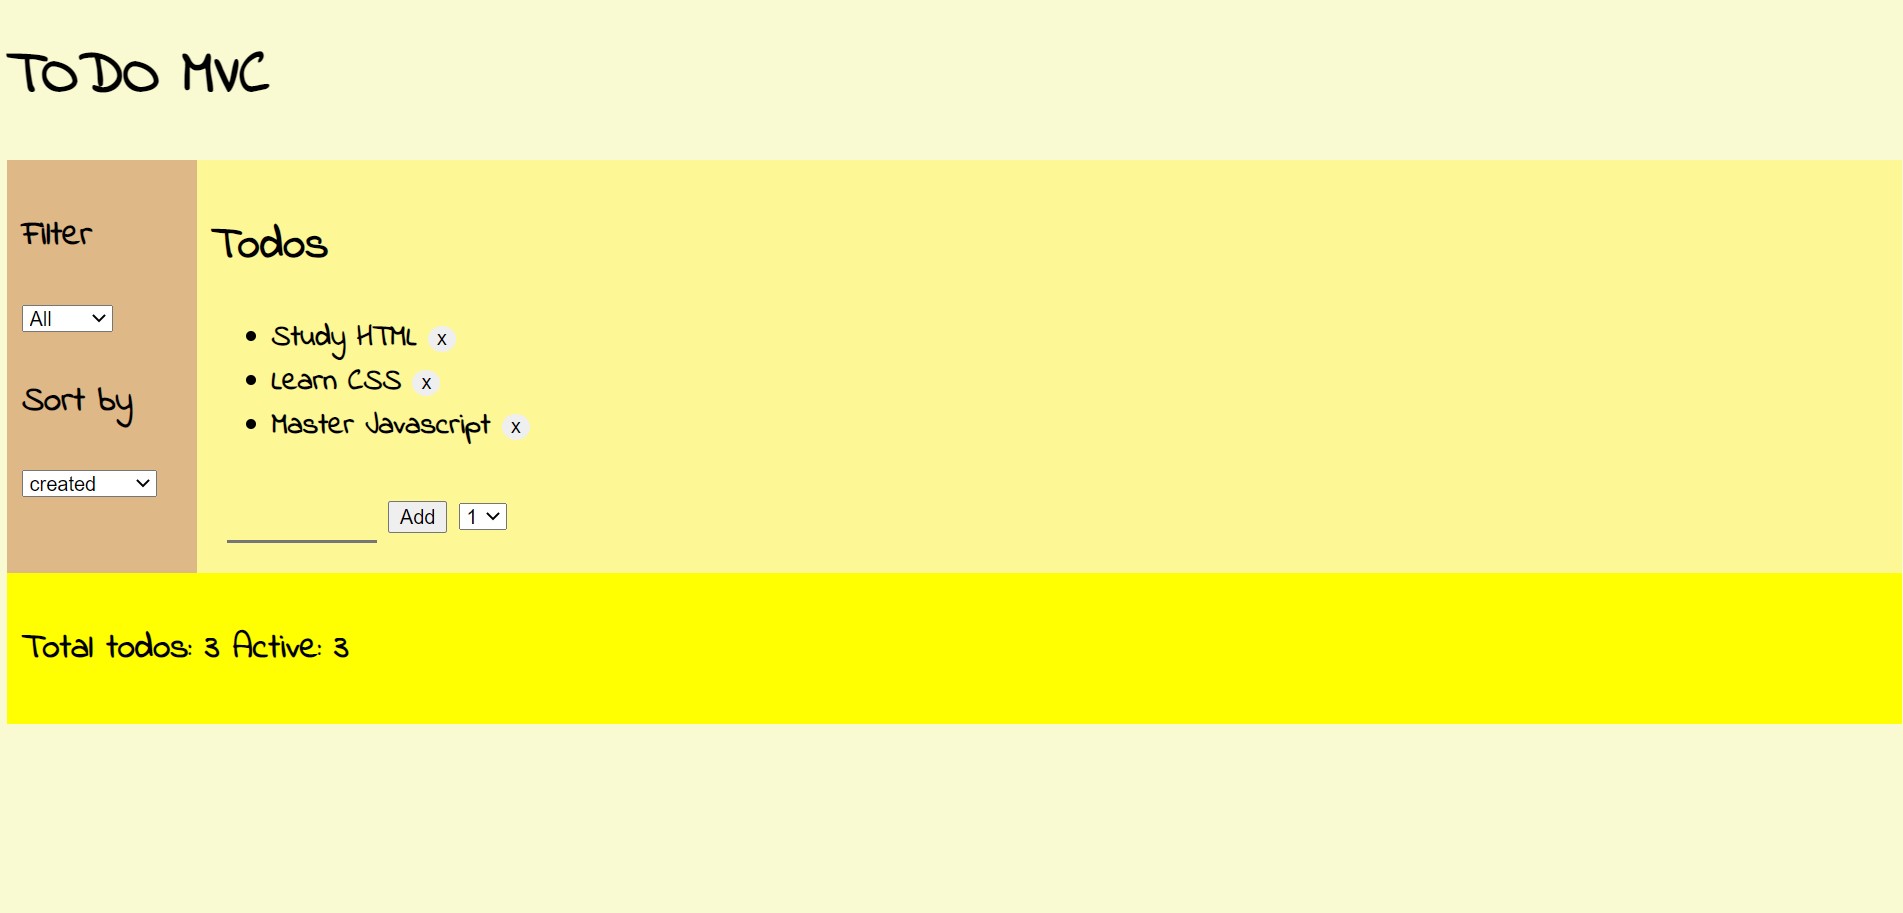 TODO MVC
Filter
All
Sort by
created
Todos
Study HTML x
Learn CSS x
Master Javascript x
Add 1
Total todos: 3 Active: 3